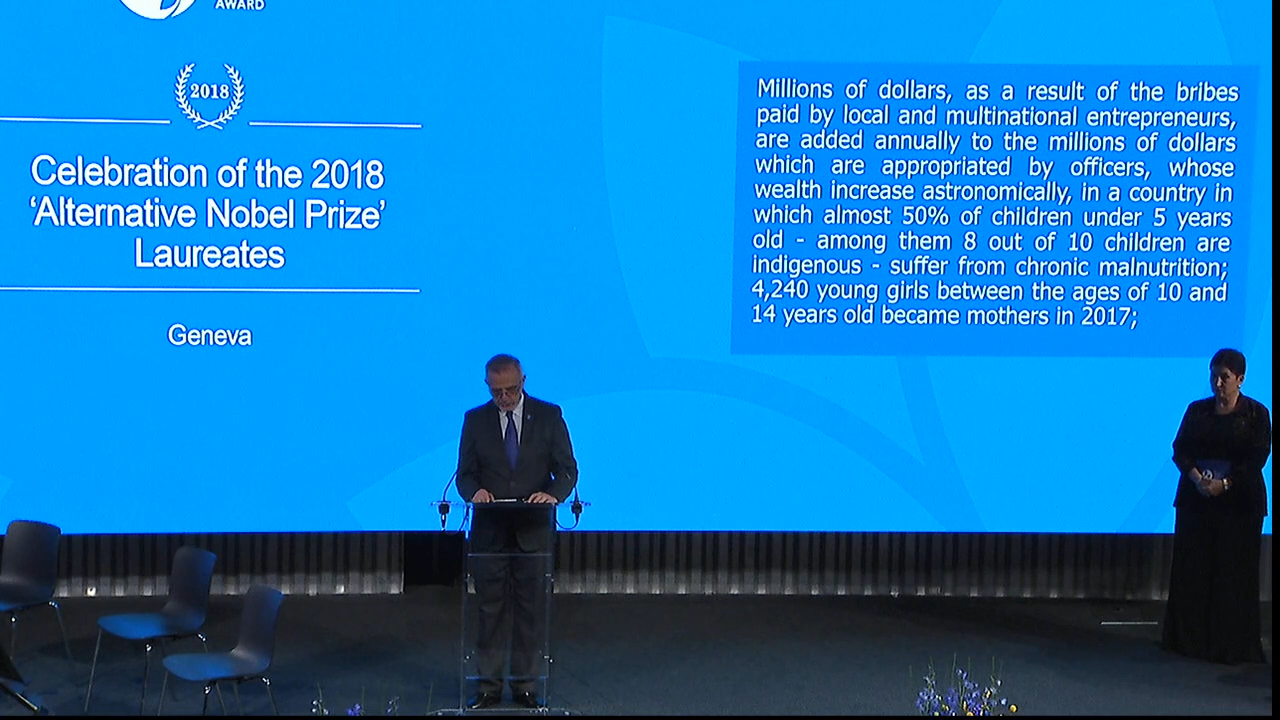 AWARD
2018
Celebration of the 2018
‘Alternative Nobel Prize’
Laureates
Geneva
Millions of dollars, as a result of the bribes
paid by local and multinational entrepreneurs,
are added annually to the millions of dollars
which are appropriated by officers, whose
wealth increase astronomically, in a country in
which almost 50% of children under 5 years
old - among them 8 out of 10 children are
indigenous - suffer from chronic malnutrition;
4,240 young girls between the ages of 10 and
14 years old became mothers in 2017;